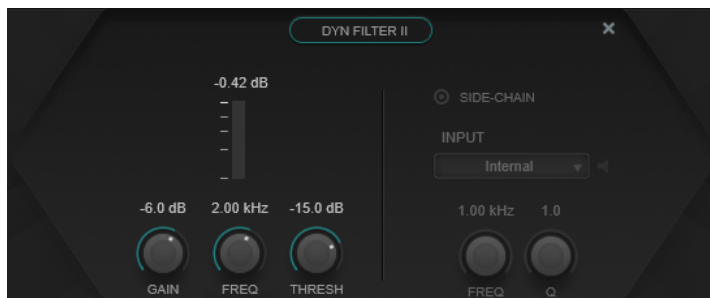 DYN FILTER II
-0.42 dB
SIDE-CHAIN
INPUT
Internal
-6.0 dB 2.00 kHz -15.0 dB
1.00 kHz 1.0
GAIN FREQ THRESH
FREQ Q